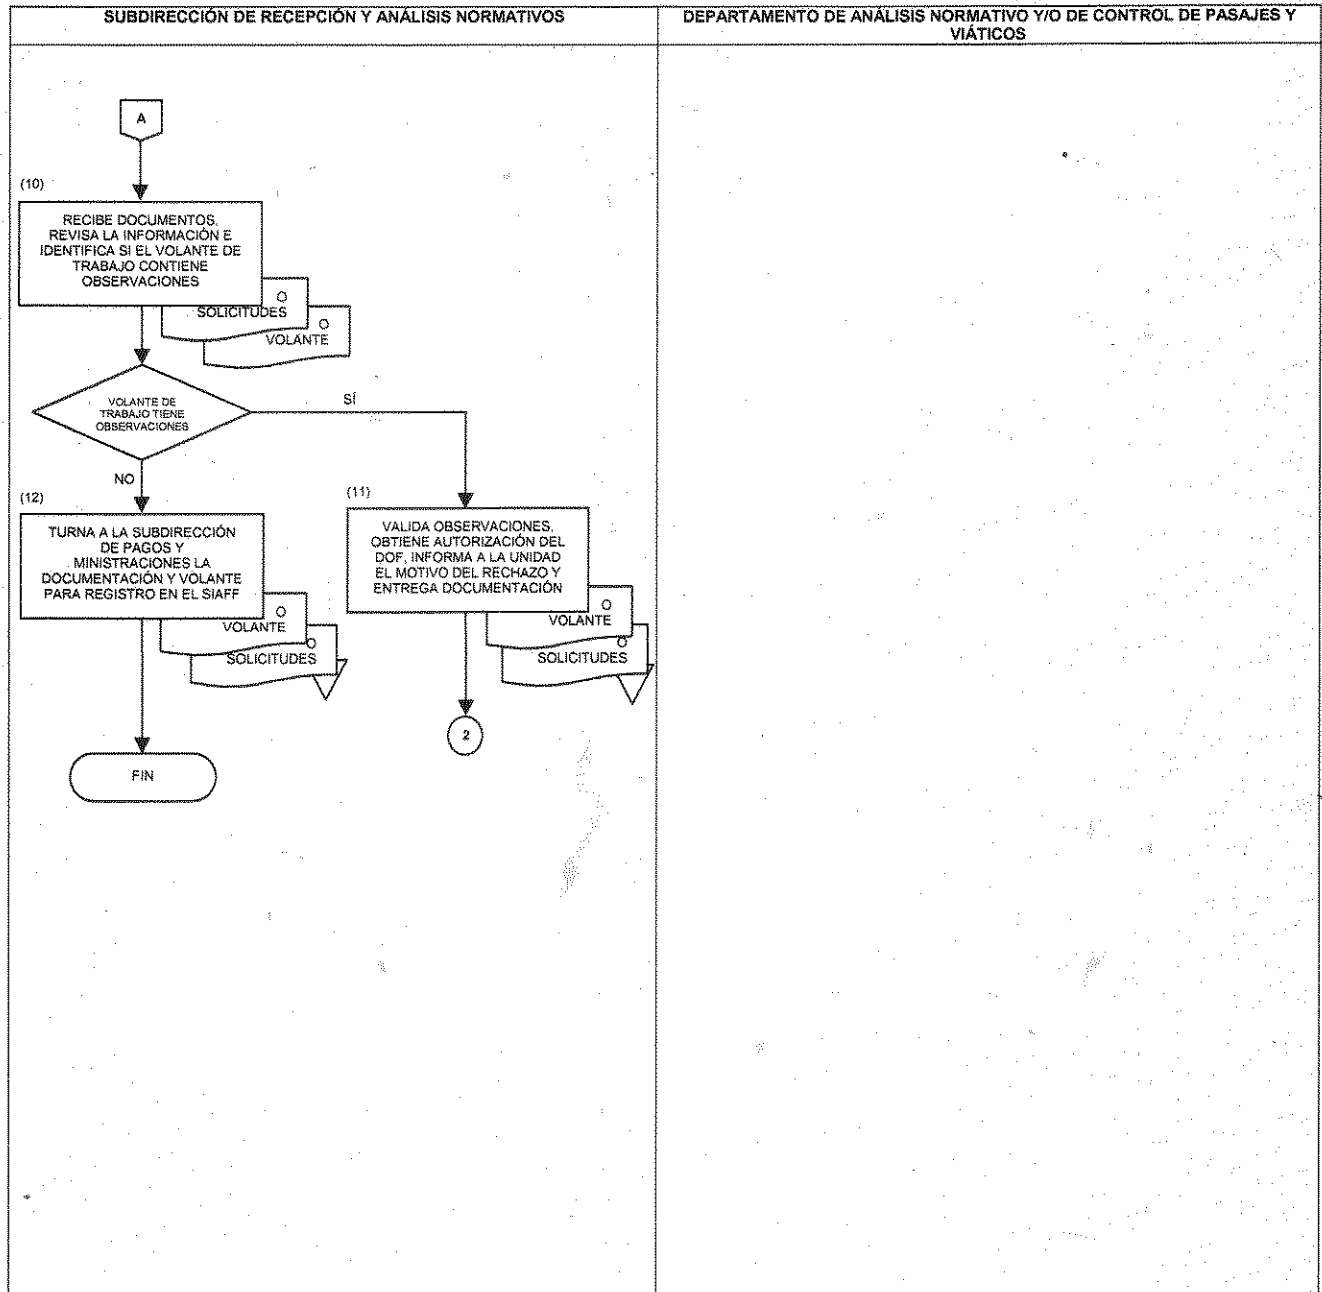 SUBDIRECCIÓN DE RECEPCIÓN Y ANÁLISIS NORMATIVOS
DEPARTAMENTO DE ANÁLISIS NORMATIVO Y/O DE CONTROL DE PASAJES Y
VIÁTICOS
A
(10)
RECIBE DOCUMENTOS,
REVISA LA INFORMACIÓN E
IDENTIFICA SI EL VOLANTE DE
TRABAJO CONTIENE
OBSERVACIONES
O
SOLICITUDES
O
VOLANTE
VOLANTE DE
TRABAJO TIENE
OBSERVACIONES
SÍ
NO
(12)
TURNA A LA SUBDIRECCIÓN
DE PAGOS Y
MINISTRACIONES LA
DOCUMENTACIÓN Y VOLANTE
PARA REGISTRO EN EL SIAFF
O
VOLANTE
O
SOLICITUDES
(11)
VALIDA OBSERVACIONES,
OBTIENE AUTORIZACIÓN DEL
DOF, INFORMA A LA UNIDAD
EL MOTIVO DEL RECHAZO Y
ENTREGA DOCUMENTACIÓN
O
VOLANTE
O
SOLICITUDES
2
FIN